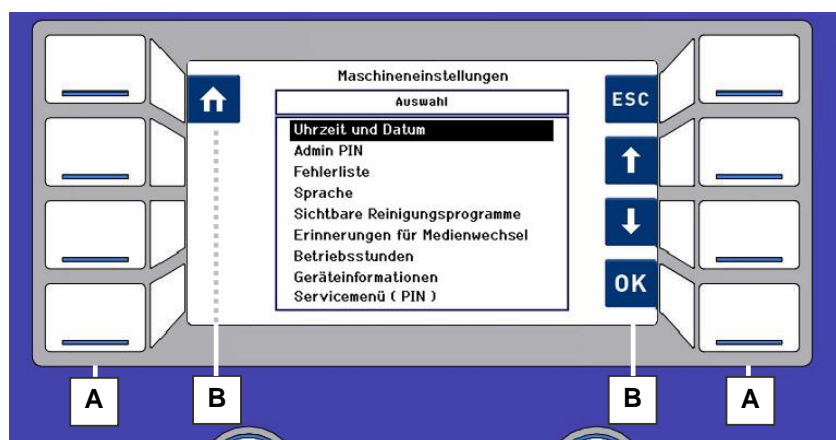 Maschineneinstellungen
Auswahl
ESC
Uhrzeit und Datum
Admin PIN
Fehlerliste
Sprache
Sichtbare Reinigungsprogramme
Erinnerungen für Medienwechsel
Betriebsstunden
Geräteinformationen
Servicemenü ( PIN )
OK
A
B
B
A